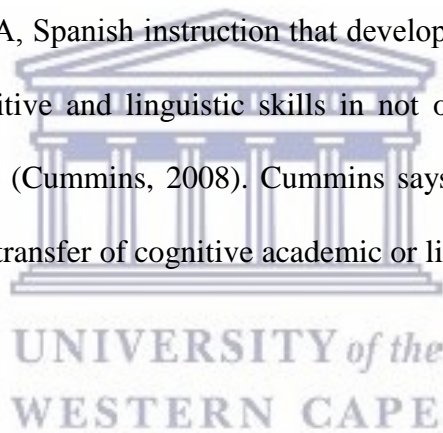 A, Spanish instruction that develop
itive and linguistic skills in not o
(Cummins, 2008). Cummins says
transfer of cognitive academic or li
UNIVERSITY of the
WESTERN CAPE